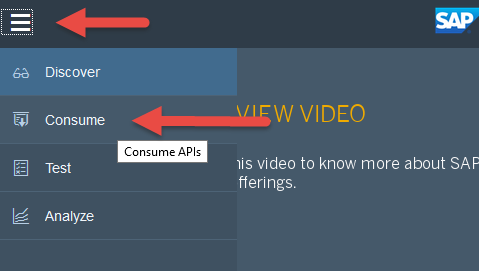 SAP
Discover
Consume
VIEW VIDEO
Consume APIs
his video to know more about SAP
Test
fferings.
Analyze